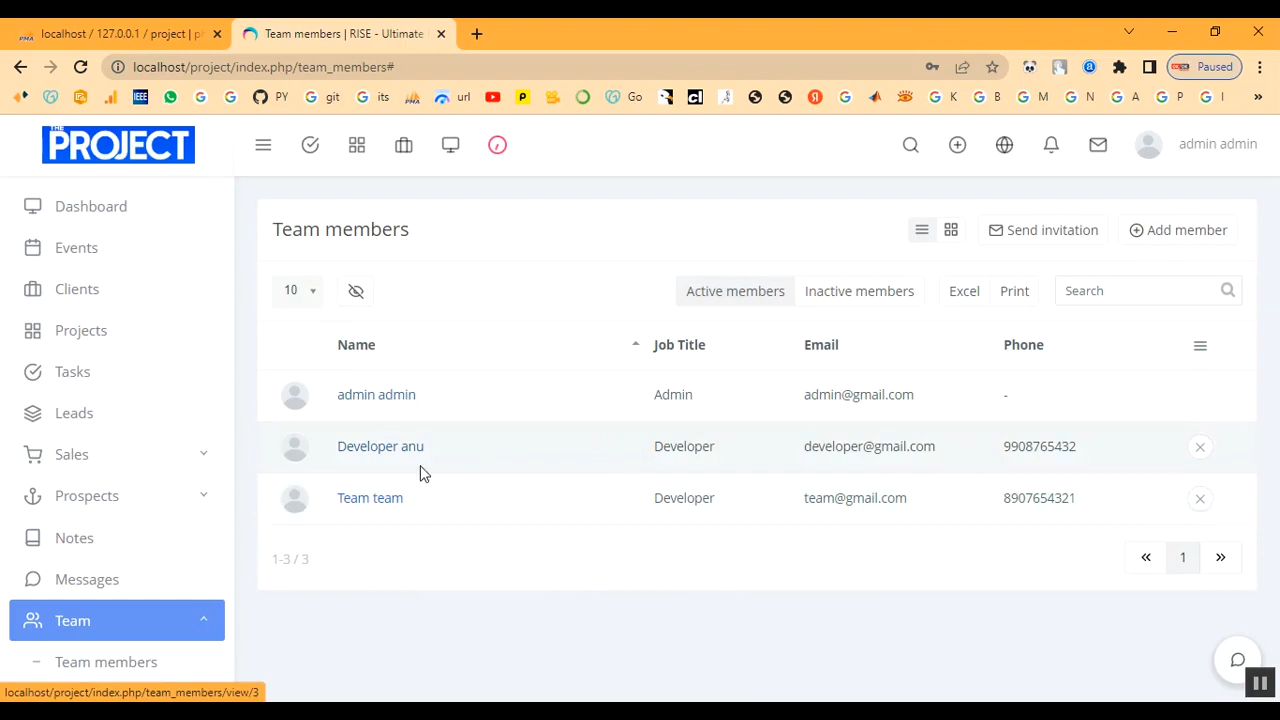 localhost / 127.0.0.1 / project | p
Team members | RISE - Ultimate
localhost/project/index.php/team_members#
Paused
IEEE
PY
git
its
url
Go
K
B
M
N
A
P
I
THE
PROJECT
admin admin
Dashboard
Events
Clients
Projects
Tasks
Leads
Sales
Prospects
Notes
Messages
Team
Team members
Team members
Send invitation
Add member
10
Active members
Inactive members
Excel
Print
Search
Name Job Title Email Phone
admin admin Admin admin@gmail.com -
Developer anu Developer developer@gmail.com 9908765432
Team team Developer team@gmail.com 8907654321
1-3 / 3
« 1 »
localhost/project/index.php/team_members/view/3